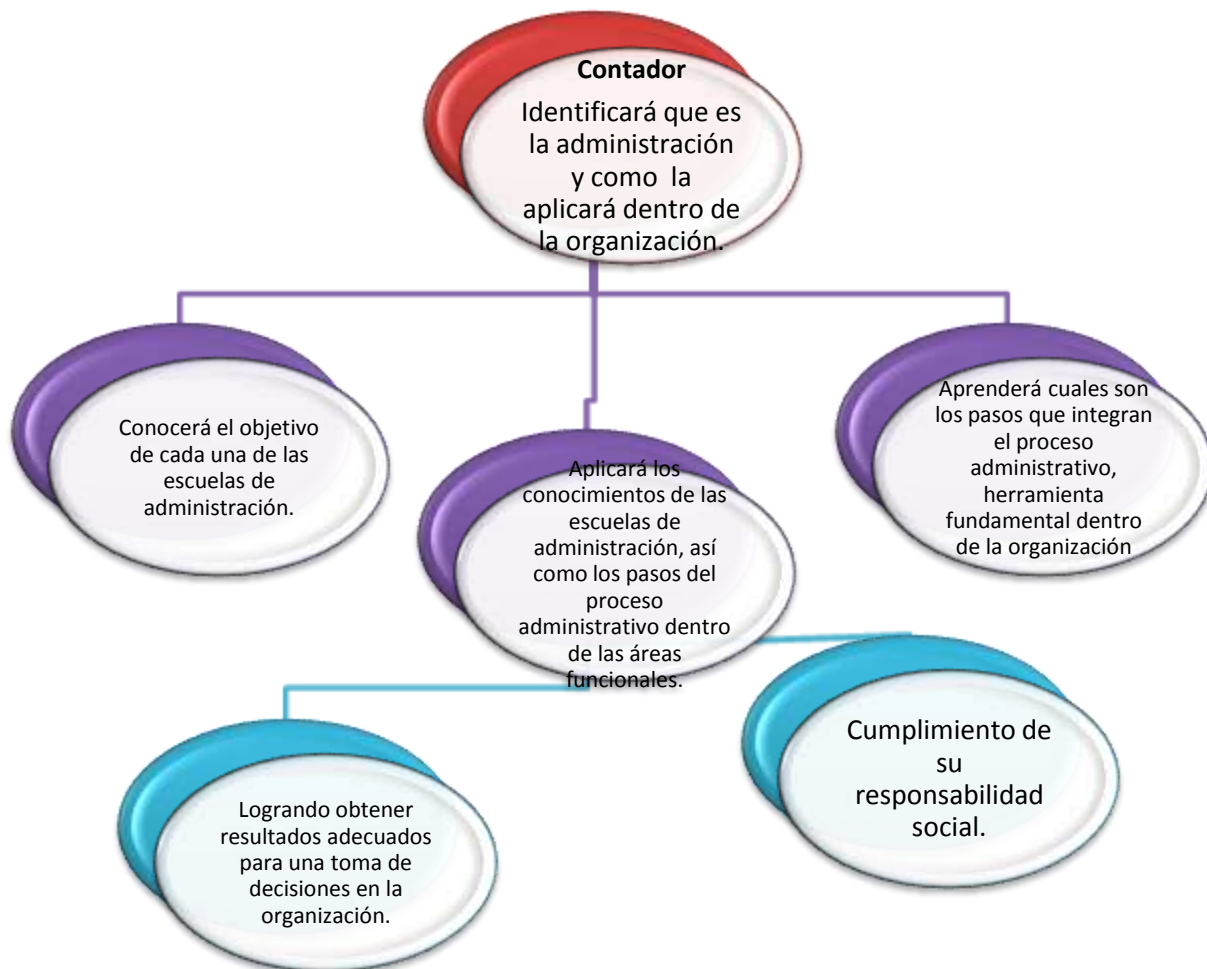 Contador
Identificará que es
la administración
y como la
aplicará dentro de
la organización.
Conocerá el objetivo
de cada una de las
escuelas de
administración.
Aplicará los
conocimientos de las
escuelas de
administración, así
como los pasos del
proceso
administrativo dentro
de las áreas
funcionales.
Aprenderá cuales son
los pasos que integran
el proceso
administrativo,
herramienta
fundamental dentro
de la organización
Logrando obtener
resultados adecuados
para una toma de
decisiones en la
organización.
Cumplimiento de
su
responsabilidad
social.